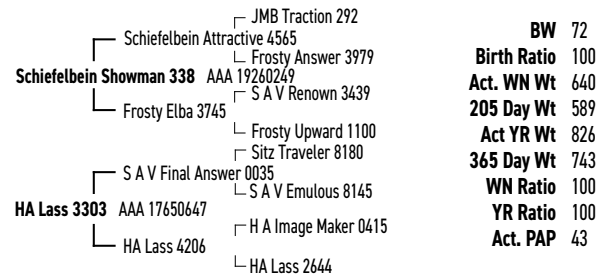 JMB Traction 292
Schiefelbein Attractive 4565
Frosty Answer 3979
Schiefelbein Showman 338 AAA 19260249
S A V Renown 3439
Frosty Elba 3745
Frosty Upward 1100
Sitz Traveler 8180
S A V Final Answer 0035
S A V Emulous 8145
HA Lass 3303 AAA 17650647
H A Image Maker 0415
HA Lass 4206
HA Lass 2644
BW 72
Birth Ratio 100
Act. WN Wt 640
205 Day Wt 589
Act YR Wt 826
365 Day Wt 743
WN Ratio 100
YR Ratio 100
Act. PAP 43